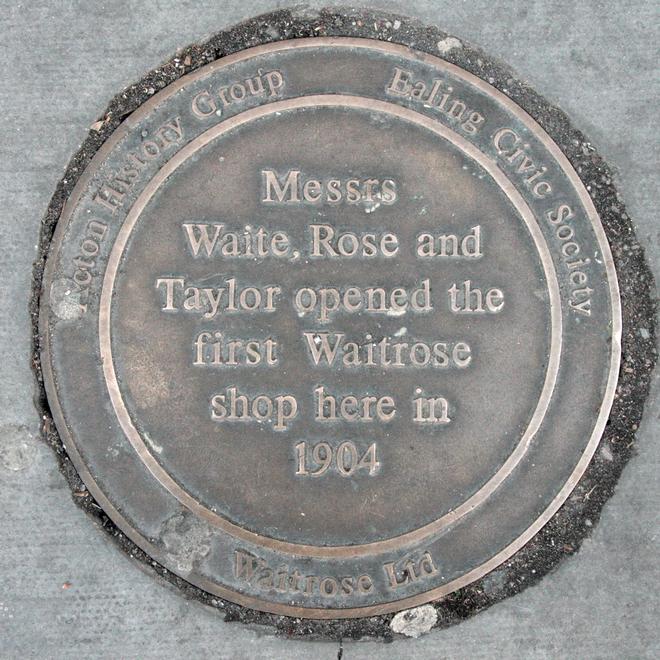 Acton History Group
Ealing Civic Society
Messrs
Waite, Rose and
Taylor opened the
first Waitrose
shop here in
1904
Waitrose Ltd